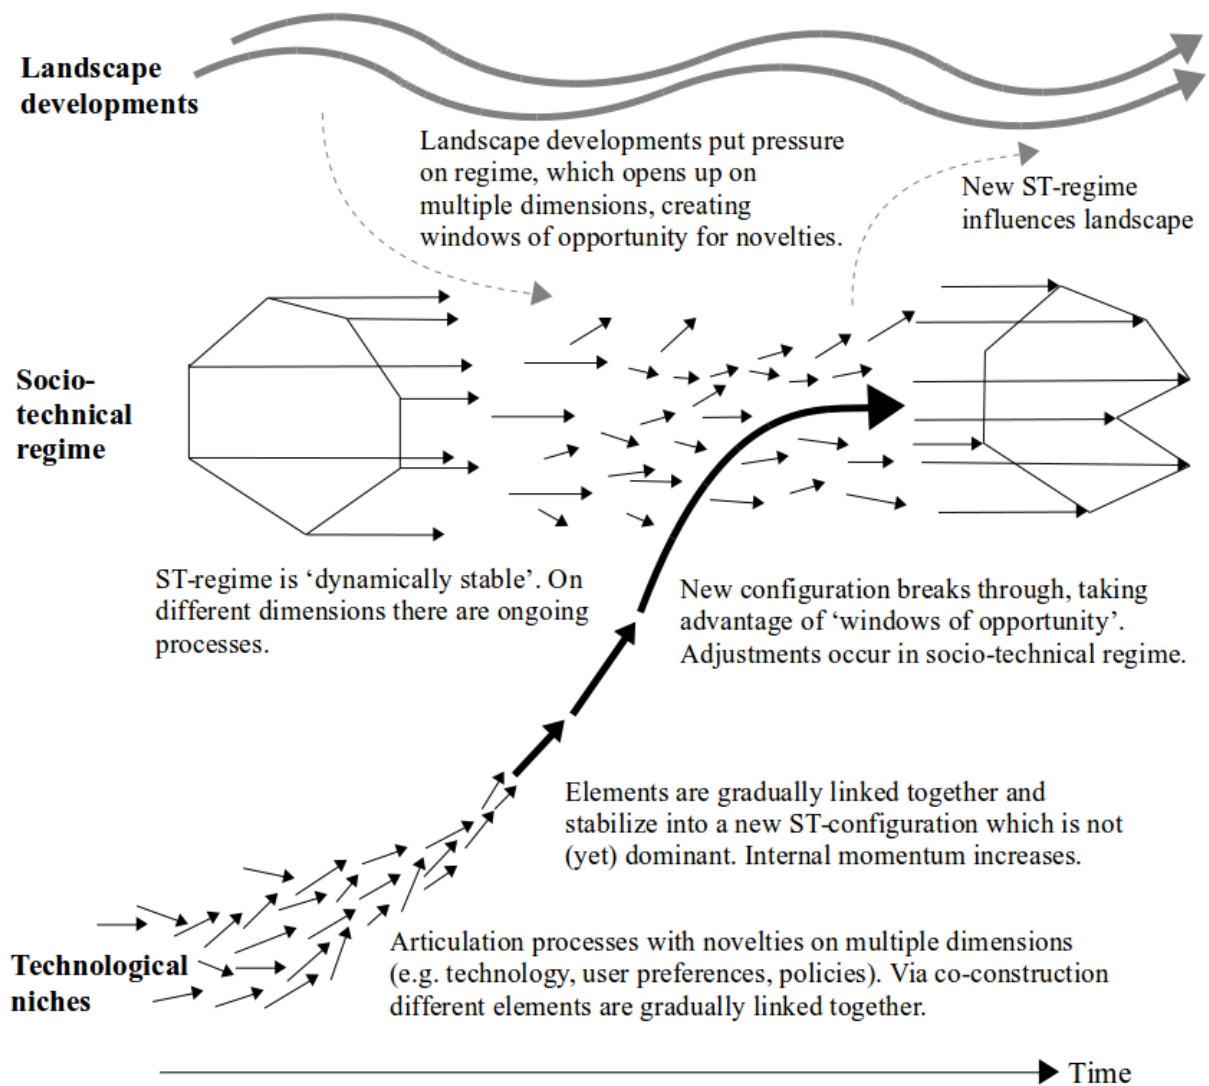 Landscape
developments
Landscape developments put pressure
on regime, which opens up on
multiple dimensions, creating
windows of opportunity for novelties.
New ST-regime
influences landscape
Socio-
technical
regime
ST-regime is ‘dynamically stable’. On
different dimensions there are ongoing
processes.
New configuration breaks through, taking
advantage of ‘windows of opportunity’.
Adjustments occur in socio-technical regime.
Elements are gradually linked together and
stabilize into a new ST-configuration which is not
(yet) dominant. Internal momentum increases.
Technological
niches
Articulation processes with novelties on multiple dimensions
(e.g. technology, user preferences, policies). Via co-construction
different elements are gradually linked together.
Time